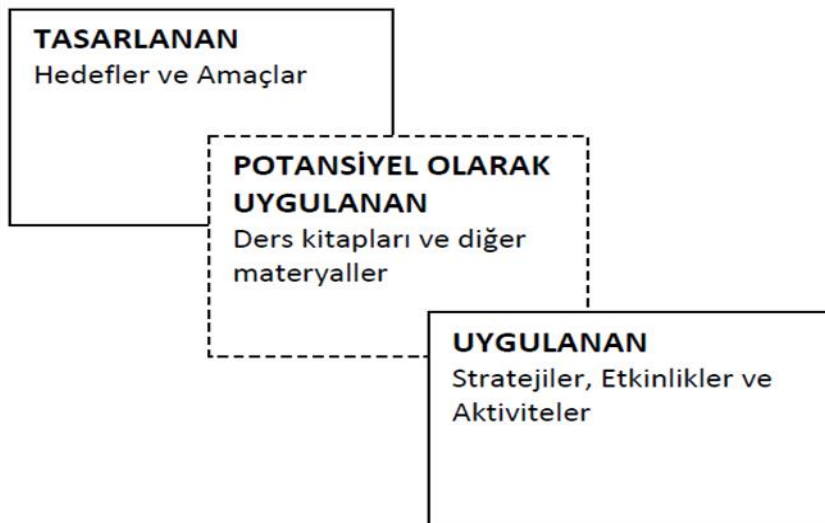 TASARLANAN
Hedefler ve Amaçlar
POTANSİYEL OLARAK
UYGULANAN
Ders kitapları ve diğer
materyaller
UYGULANAN
Stratejiler, Etkinlikler ve
Aktiviteler